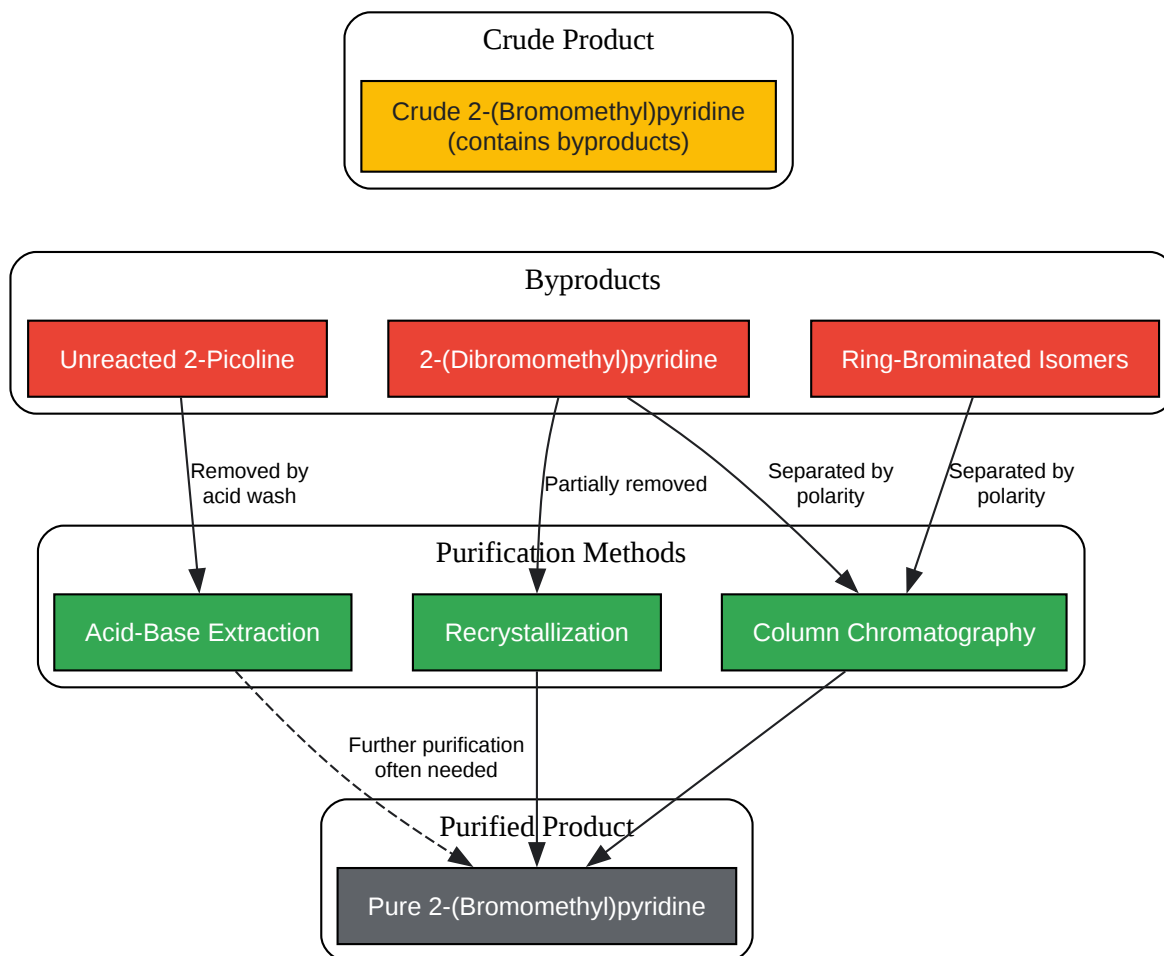 Crude Product
Crude 2-(Bromomethyl)pyridine
(contains byproducts)
Byproducts
Unreacted 2-Picoline
2-(Dibromomethyl)pyridine
Ring-Brominated Isomers
Removed by
acid wash
Partially removed
Separated by
polarity
Separated by
polarity
Purification Methods
Acid-Base Extraction
Recrystallization
Column Chromatography
Further purification
often needed
Purified Product
Pure 2-(Bromomethyl)pyridine